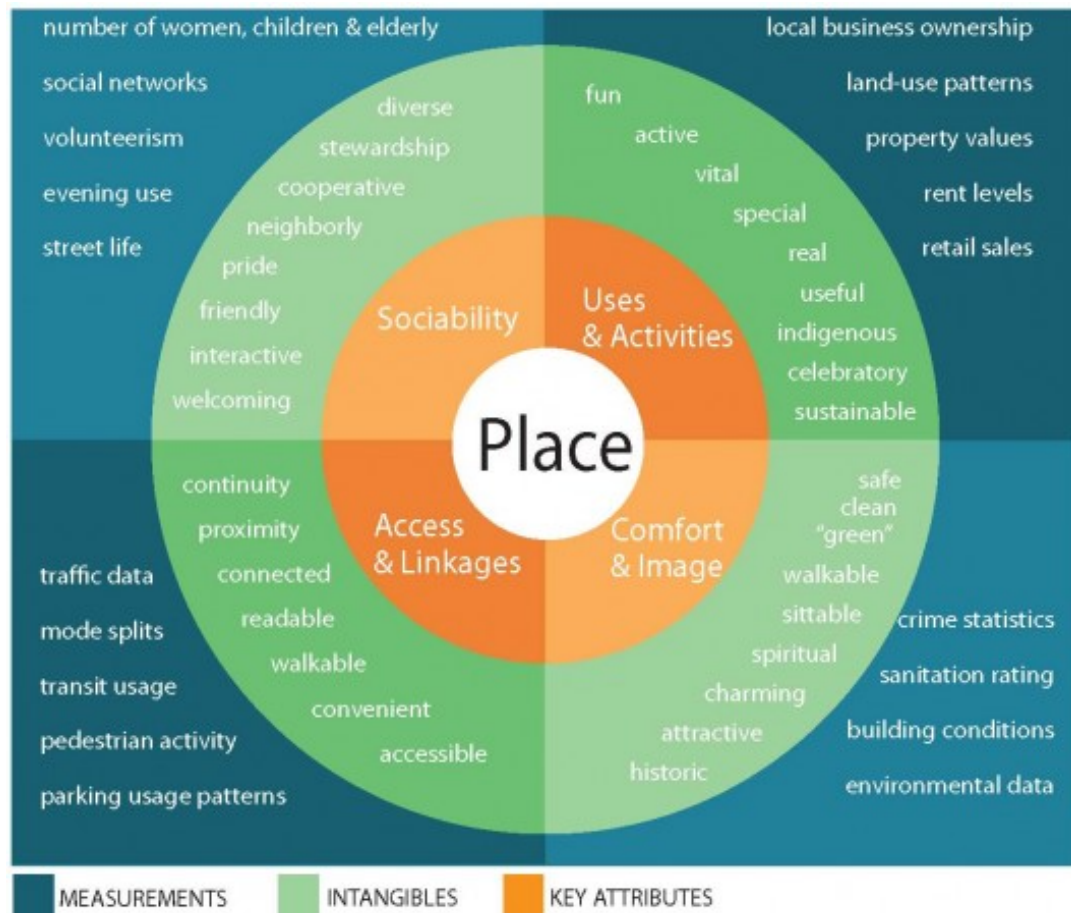 number of women, children & elderly
social networks
volunteerism
evening use
street life
diverse
stewardship
cooperative
neighborly
pride
friendly
interactive
welcoming
Sociability
fun
active
vital
special
real
useful
indigenous
celebratory
sustainable
Uses
& Activities
local business ownership
land-use patterns
property values
rent levels
retail sales
Place
continuity
proximity
connected
readable
walkable
convenient
accessible
Access
& Linkages
traffic data
mode splits
transit usage
pedestrian activity
parking usage patterns
Comfort
& Image
safe
clean
"green"
walkable
sittable
spiritual
charming
attractive
historic
crime statistics
sanitation rating
building conditions
environmental data
MEASUREMENTS
INTANGIBLES
KEY ATTRIBUTES